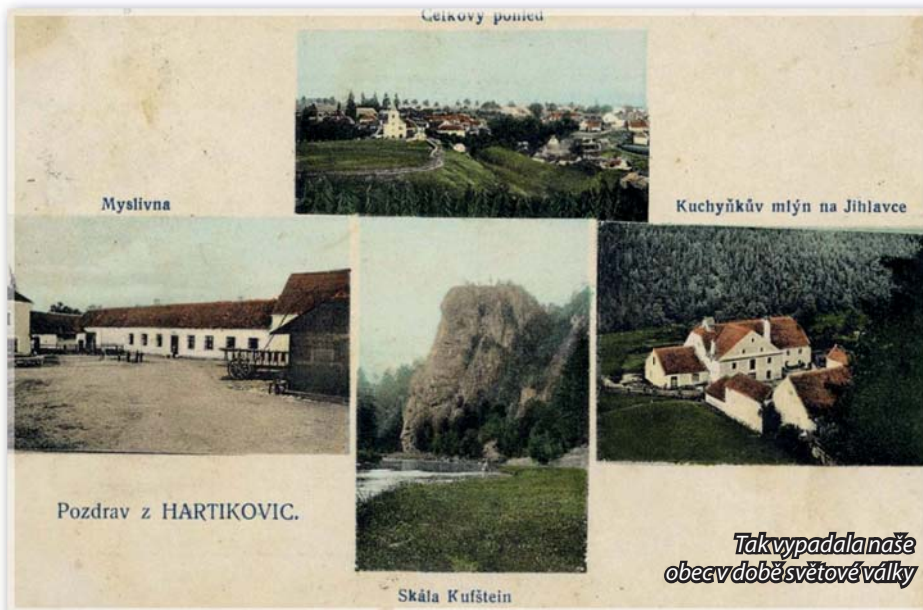 Celkový pohled
Myslivna
Kuchyňkův mlýn na Jihlavce
Pozdrav z HARTIKOVIC.
Skála Kufštein
Tak vypadala naše
obec v době světové války